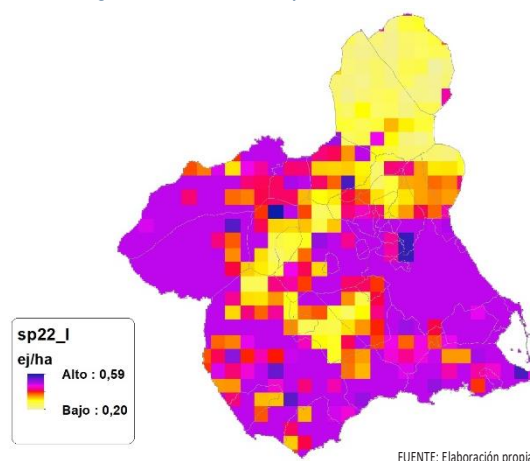 sp22_I
ej/ha
Alto : 0,59
Bajo : 0,20
FUENTE: Elaboración propia